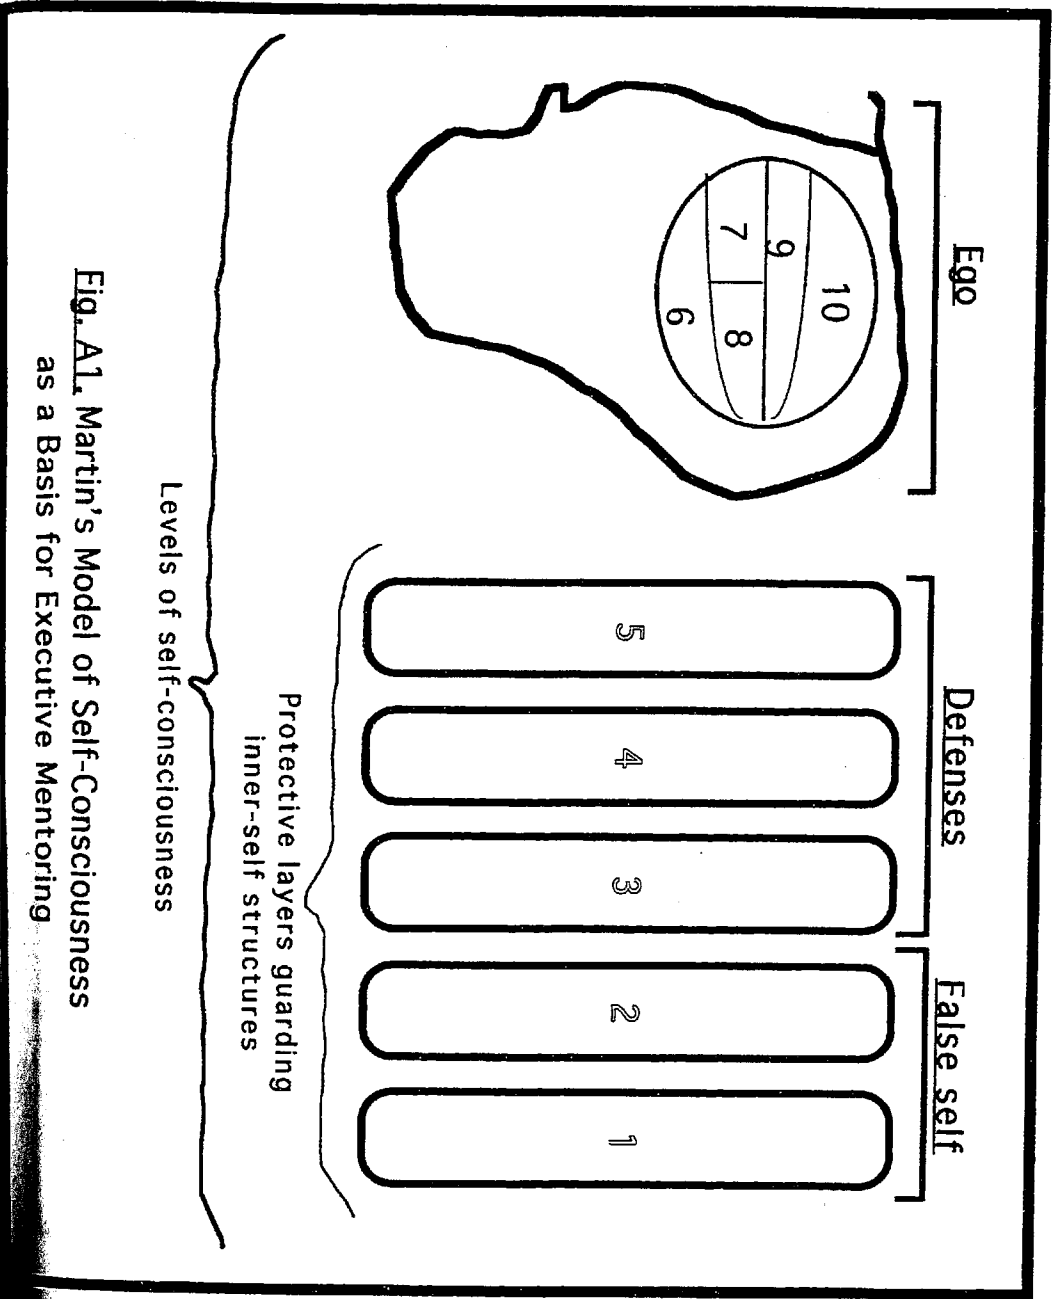 Ego
Defenses
False self
10
9
7 8
6
5 4 3 2 1
Protective layers guarding
inner-self structures
Levels of self-consciousness
Fig. A1. Martin's Model of Self-Consciousness
as a Basis for Executive Mentoring